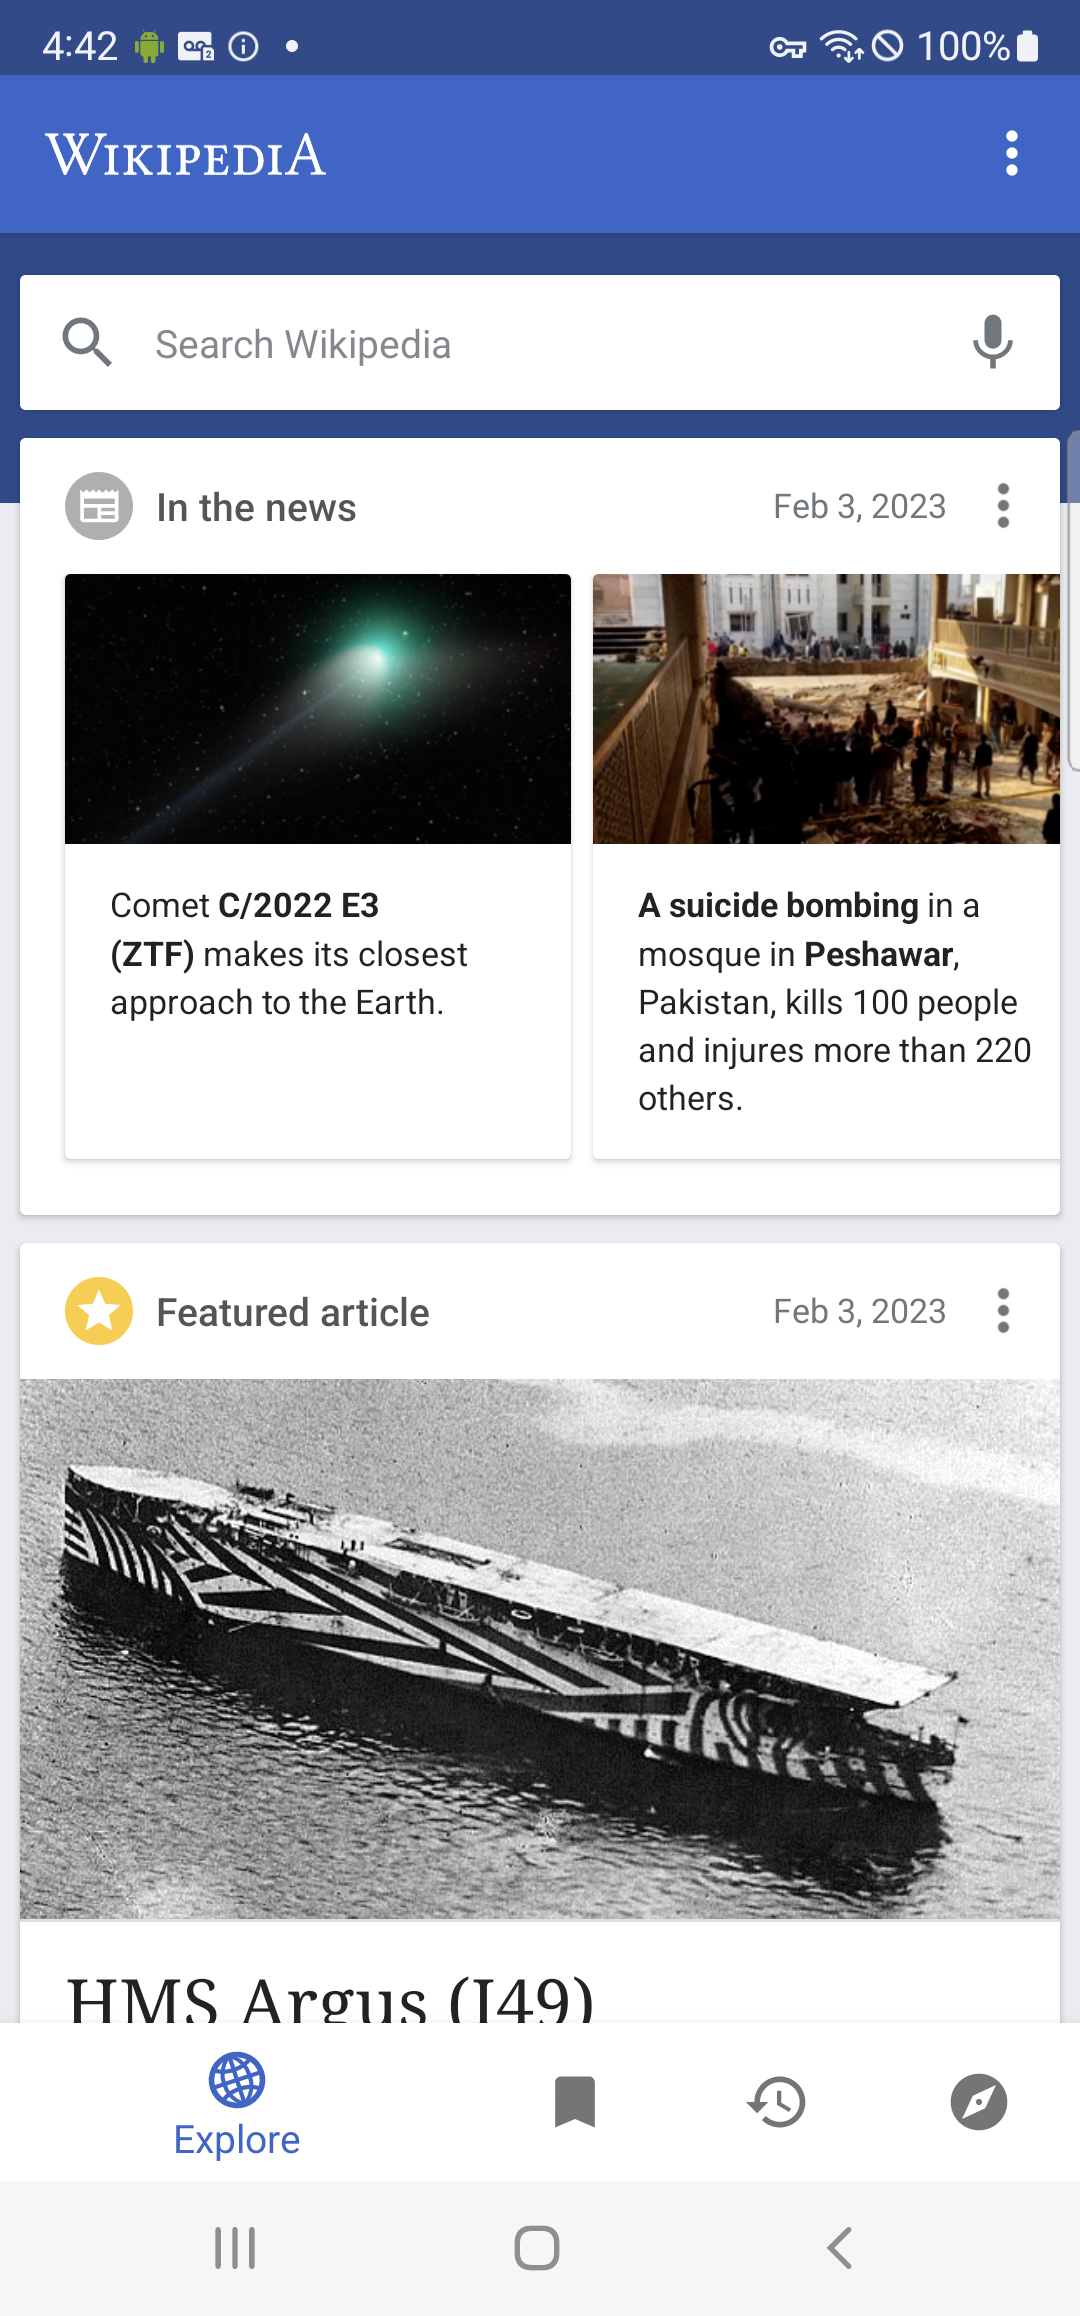 4:42
100%
WIKIPEDIA
Search Wikipedia
In the news
Feb 3, 2023
Comet C/2022 E3
(ZTF) makes its closest
approach to the Earth.
A suicide bombing in a
mosque in Peshawar,
Pakistan, kills 100 people
and injures more than 220
others.
Featured article
Feb 3, 2023
HMS Argus (I49)
Explore